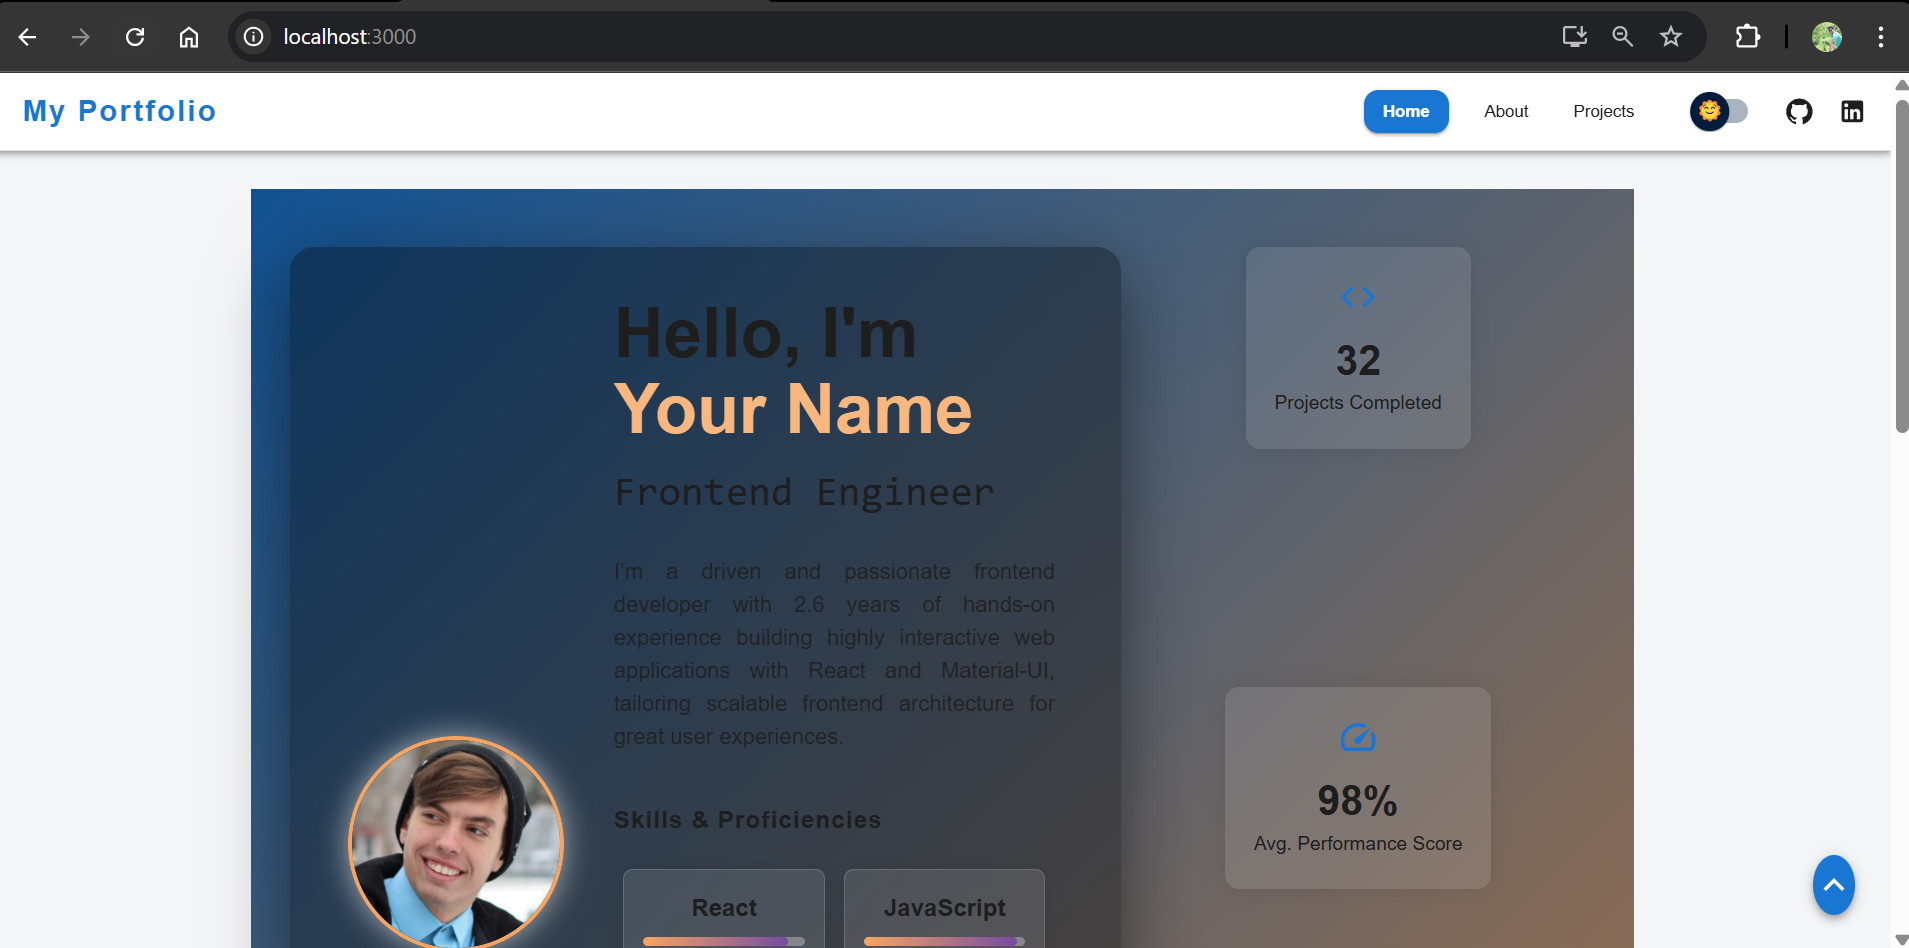 localhost:3000
My Portfolio
Home
About
Projects
Hello, I'm
Your Name
Frontend Engineer
I'm a driven and passionate frontend
developer with 2.6 years of hands-on
experience building highly interactive web
applications with React and Material-UI,
tailoring scalable frontend architecture for
great user experiences.
Skills & Proficiencies
React
JavaScript
32
Projects Completed
98%
Avg. Performance Score